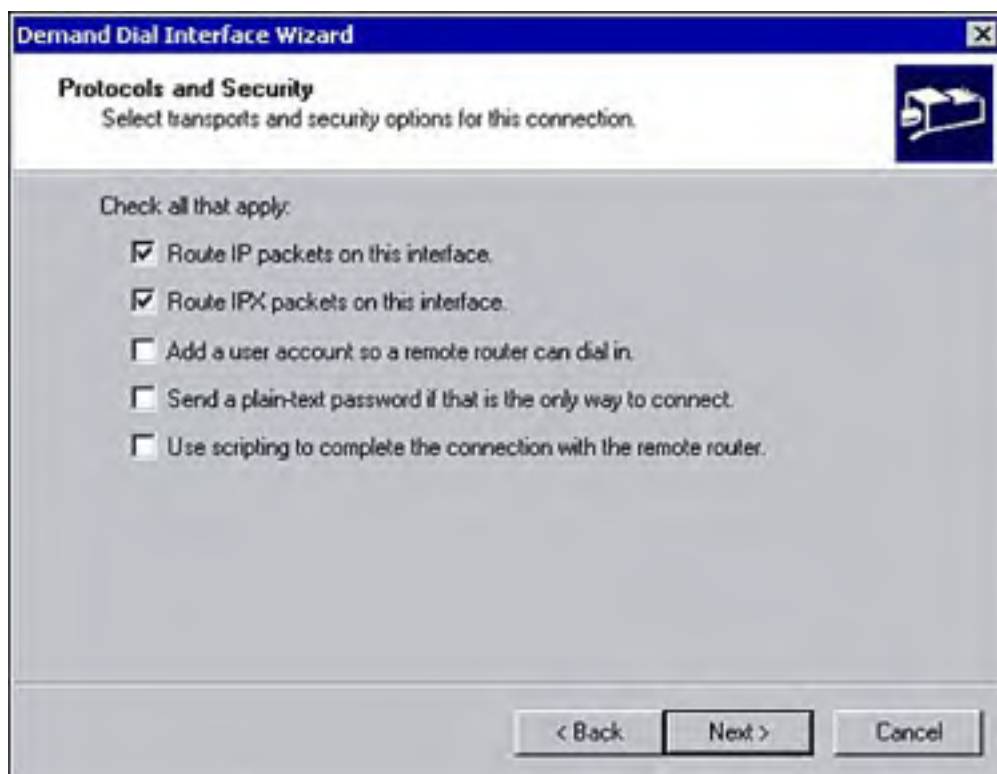 Demand Dial Interface Wizard
Protocols and Security
Select transports and security options for this connection.
Check all that apply:
Route IP packets on this interface.
Route IPX packets on this interface.
Add a user account so a remote router can dial in.
Send a plain-text password if that is the only way to connect.
Use scripting to complete the connection with the remote router.
< Back Next > Cancel